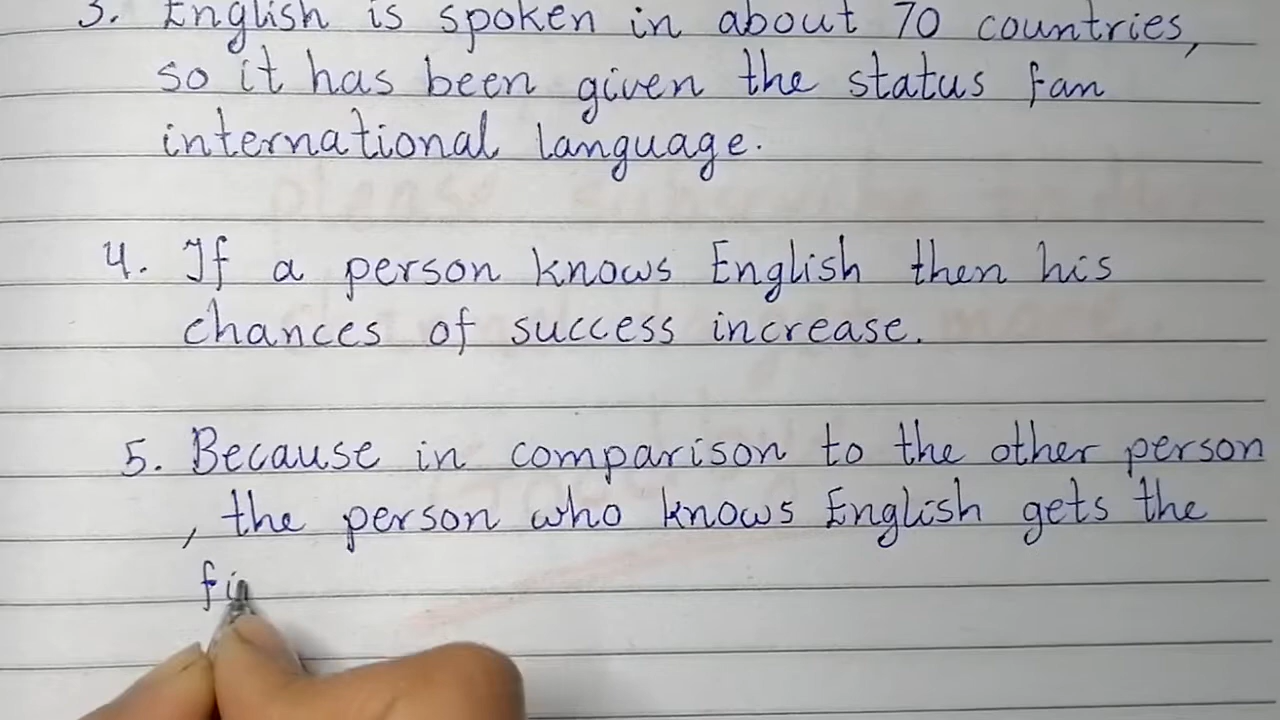 3. English is spoken in about 70 countries,
so it has been given the status fan
international language.
4. If a person knows English then his
chances of success increase.
5. Because in comparison to the other person
, the person who knows English gets the
fi